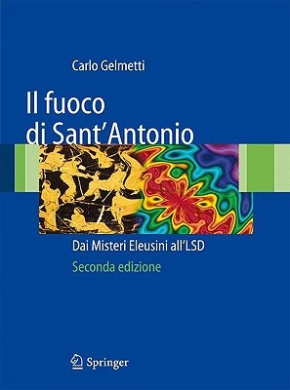 Carlo Gelmetti
Il fuoco
di Sant'Antonio
Dai Misteri Eleusini all'LSD
Seconda edizione
Springer